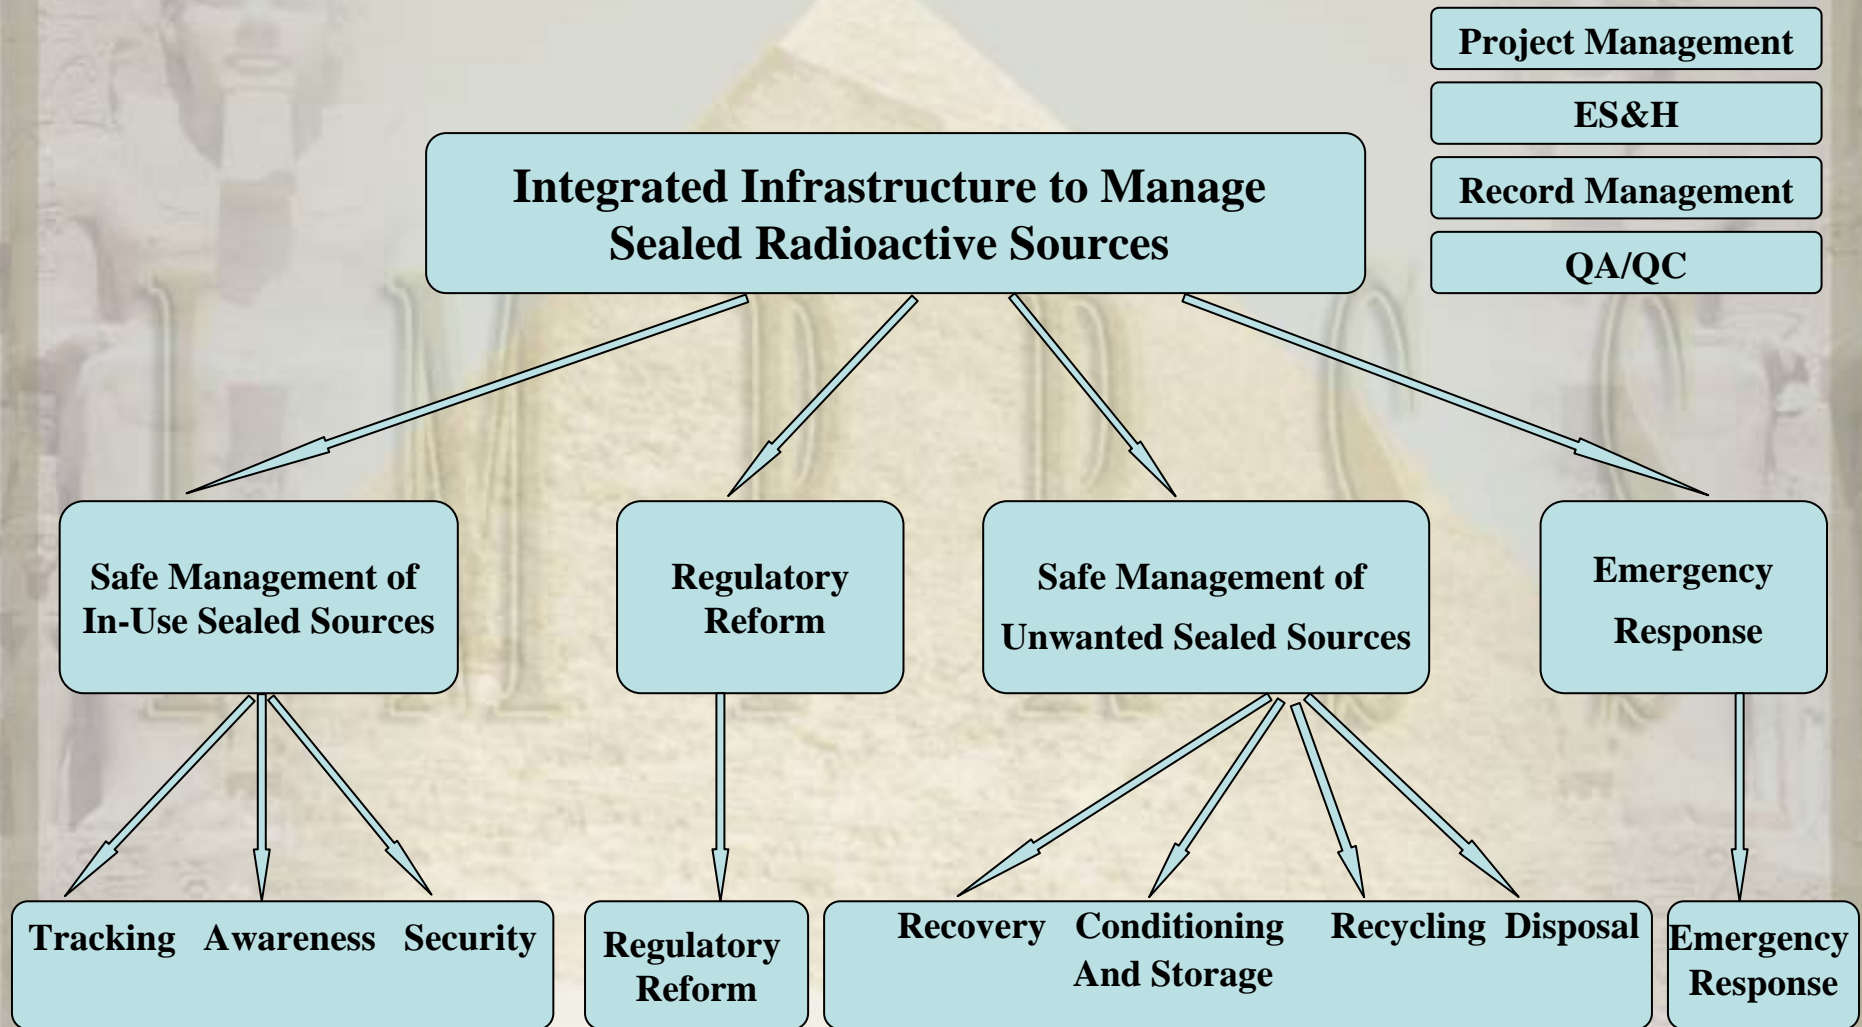 Project Management
ES&H
Record Management
QA/QC
Integrated Infrastructure to Manage
Sealed Radioactive Sources
Safe Management of
In-Use Sealed Sources
Regulatory
Reform
Safe Management of
Unwanted Sealed Sources
Emergency
Response
Tracking Awareness Security
Regulatory
Reform
Recovery Conditioning Recycling Disposal
And Storage
Emergency
Response